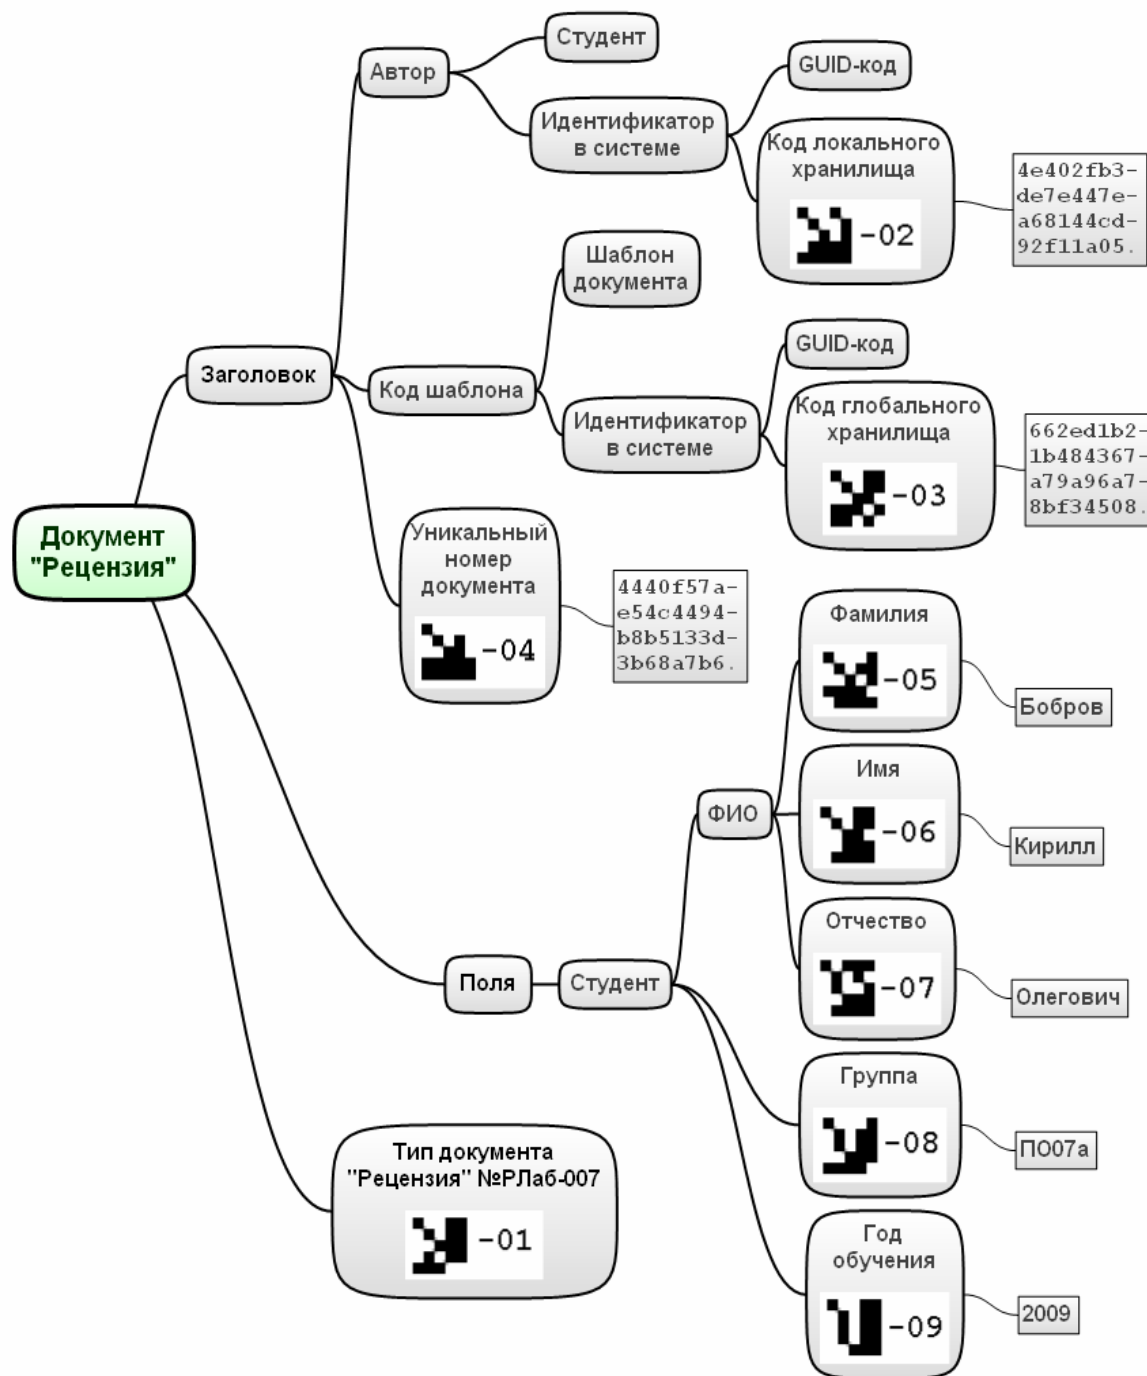 Студент
Автор
GUID-код
Идентификатор
в системе
Код локального
хранилища
-02
4e402fb3-
de7e447e-
a68144cd-
92f11a05.
Шаблон
документа
Заголовок
Код шаблона
GUID-код
Идентификатор
в системе
Код глобального
хранилища
-03
662ed1b2-
1b484367-
a79a96a7-
8bf34508.
Документ
"Рецензия"
Уникальный
номер
документа
-04
4440f57a-
e54c4494-
b8b5133d-
3b68a7b6.
Фамилия
-05
Бобров
Имя
-06
Кирилл
ФИО
Отчество
-07
Олегович
Поля
Студент
Группа
-08
ПО07а
Тип документа
"Рецензия" №РЛаб-007
-01
Год
обучения
-09
2009